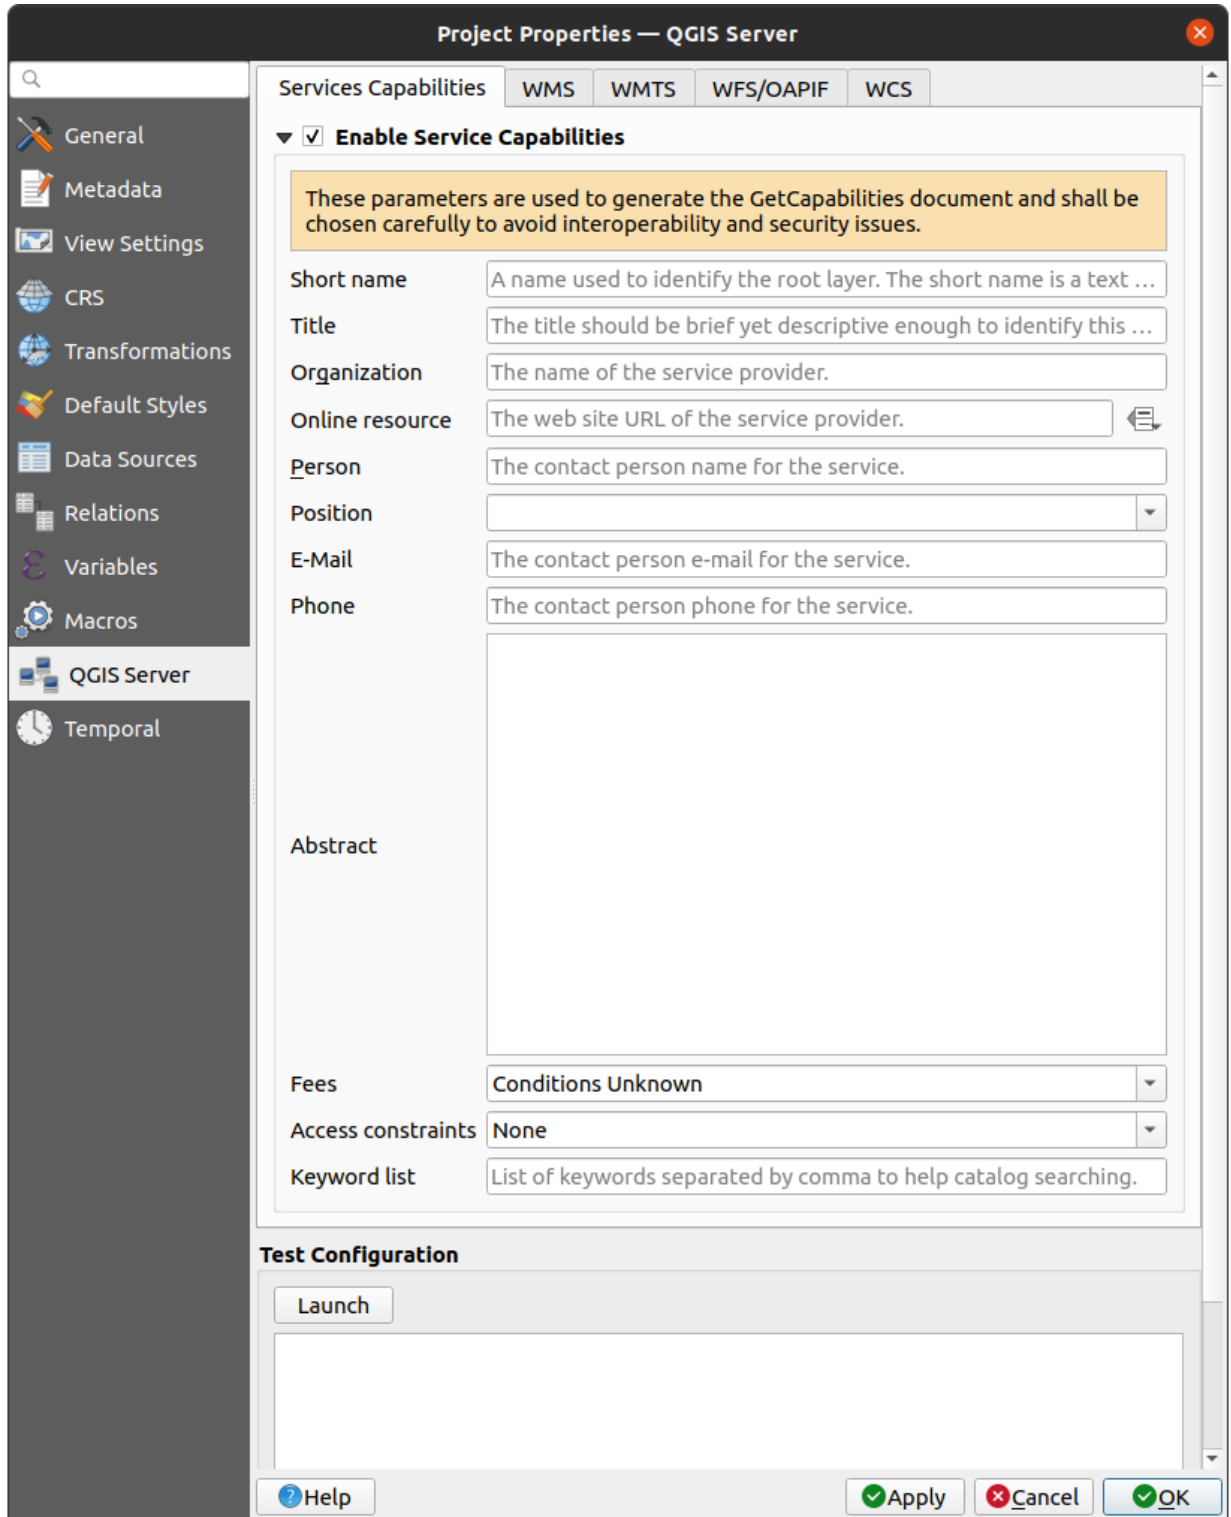 Project Properties — QGIS Server
General
Metadata
View Settings
CRS
Transformations
Default Styles
Data Sources
Relations
Variables
Macros
QGIS Server
Temporal
Services Capabilities
WMS
WMTS
WFS/OAPIF
WCS
Enable Service Capabilities
These parameters are used to generate the GetCapabilities document and shall be
chosen carefully to avoid interoperability and security issues.
Short name
A name used to identify the root layer. The short name is a text ...
Title
The title should be brief yet descriptive enough to identify this ...
Organization
The name of the service provider.
Online resource
The web site URL of the service provider.
Person
The contact person name for the service.
Position
E-Mail
The contact person e-mail for the service.
Phone
The contact person phone for the service.
Abstract
Fees
Conditions Unknown
Access constraints
None
Keyword list
List of keywords separated by comma to help catalog searching.
Test Configuration
Launch
Help
Apply
Cancel
OK